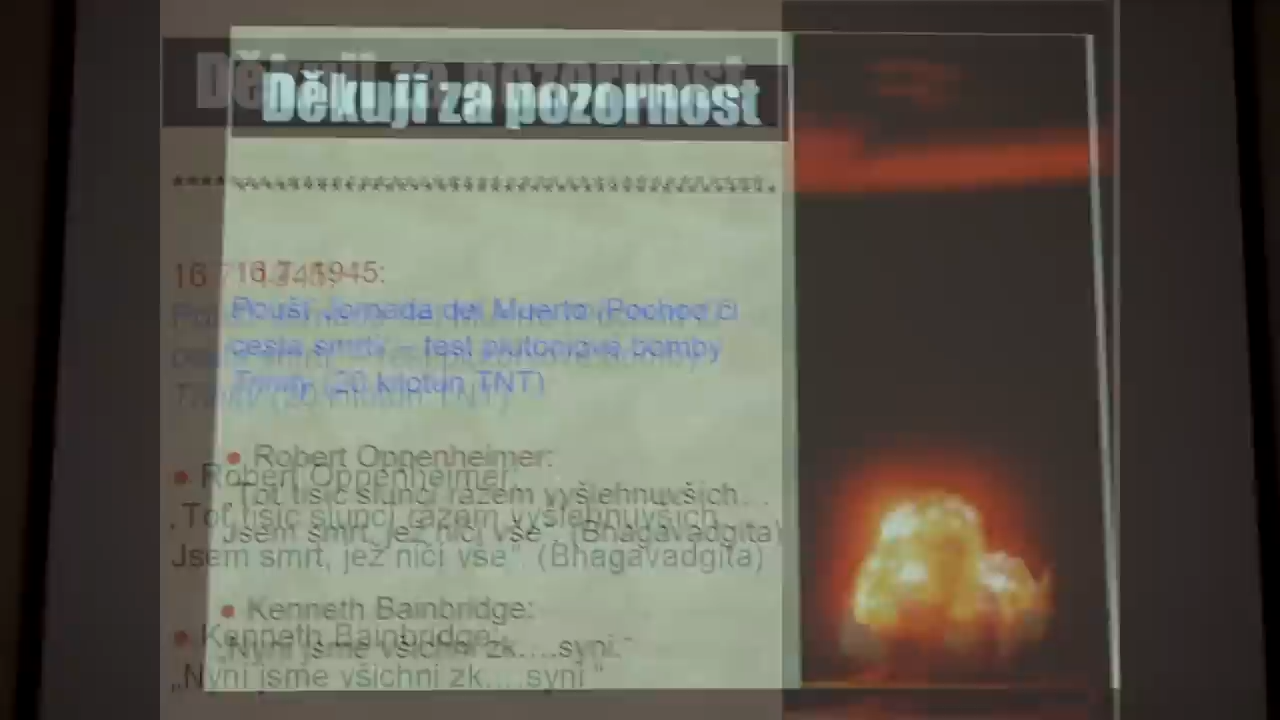 Děkuji za pozornost
16.7.1945:
Poušť Jornada del Muerto (Pochod či
cesta smrti – test plutoniové bomby
Trinity (20 kilotun TNT)
• Robert Oppenheimer:
„Toť tisíc sluncí rázem vyšlehnuvších…
Jsem smrt, jež ničí vše“. (Bhagavadgíta)
• Kenneth Bainbridge:
„Nyní jsme všichni zk….syni.“